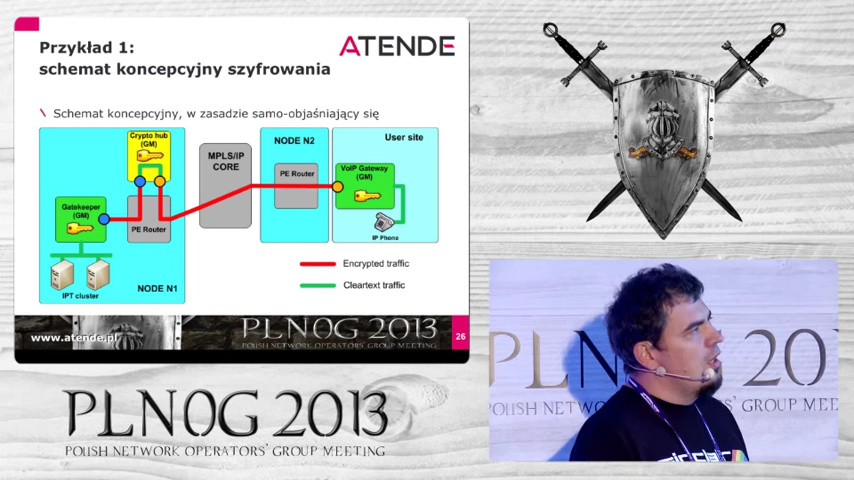 Przykład 1:
schemat koncepcyjny szyfrowania
ATENDE
\ Schemat koncepcyjny, w zasadzie samo-objaśniający się
Crypto hub
(GM)
Gatekeeper
(GM)
PE Router
IPT cluster
NODE N1
MPLS/IP
CORE
NODE N2
PE Router
User site
VoIP Gateway
(GM)
IP Phone
Encrypted traffic
Cleartext traffic
www.atende.pl
PLNOG 2013
POLISH NETWORK OPERATORS' GROUP MEETING
26
PLNOG 2013
POLISH NETWORK OPERATORS' GROUP MEETING
PLN 20
POLISH NETWO RATORS' GROUP MEE